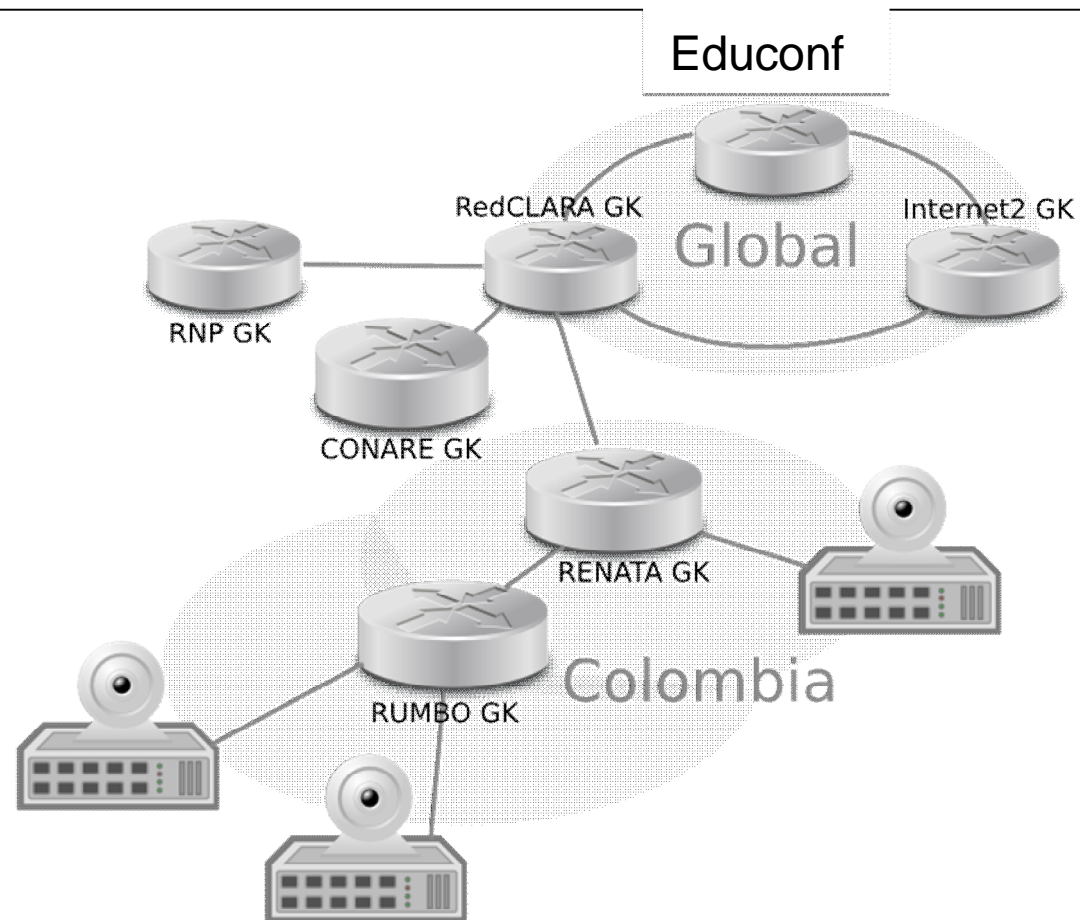 Educonf
RedCLARA GK
Internet2 GK
Global
RNP GK
CONARE GK
RENATA GK
Colombia
RUMBO GK